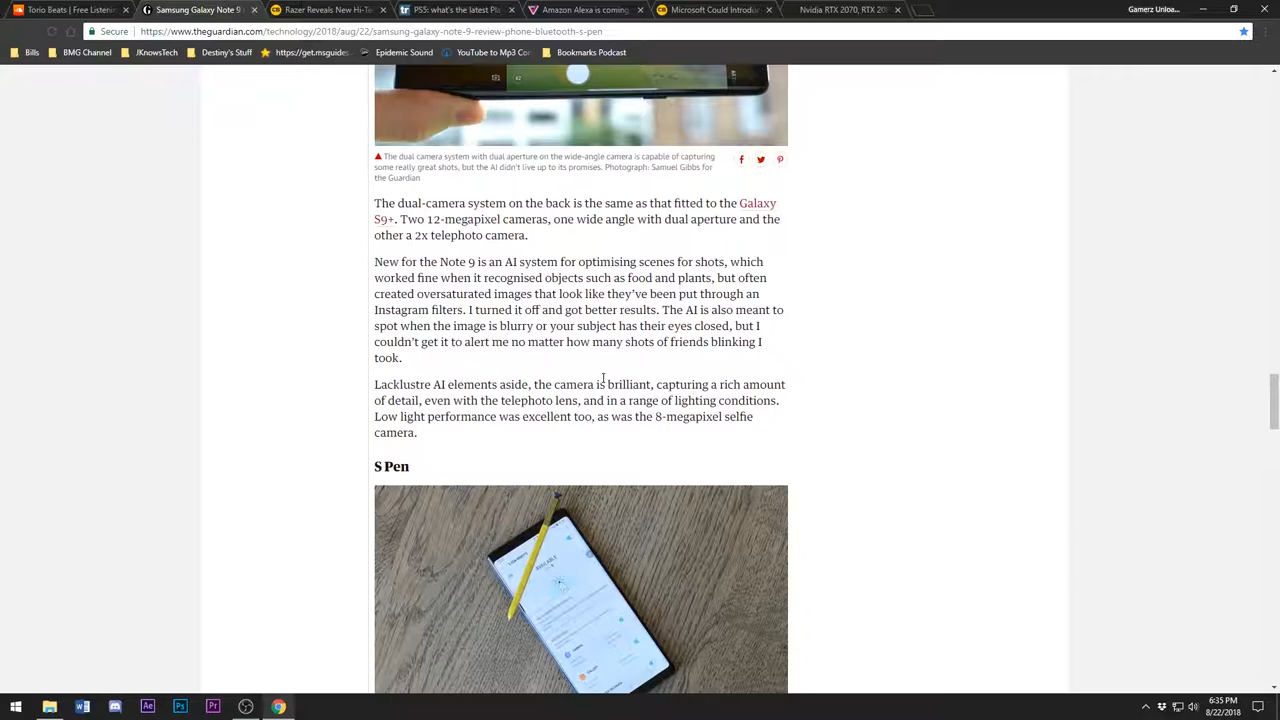 Torio Beats | Free Listenin
Samsung Galaxy Note 9
Razer Reveals New Hi-Te
PS5: what's the latest Pla
Amazon Alexa is coming
Microsoft Could Introdu
Nvidia RTX 2070, RTX 20
Gamerz Unloa
Secure
https://www.theguardian.com/technology/2018/aug/22/samsung-galaxy-note-9-review-phone-bluetooth-s-pen
Bills
BMG Channel
JKnowsTech
Destiny's Stuff
https://get.msguides
Epidemic Sound
YouTube to Mp3 Co
Bookmarks Podcast
x2
The dual camera system with dual aperture on the wide-angle camera is capable of capturing
some really great shots, but the AI didn't live up to its promises. Photograph: Samuel Gibbs for
the Guardian
The dual-camera system on the back is the same as that fitted to the Galaxy
S9+. Two 12-megapixel cameras, one wide angle with dual aperture and the
other a 2x telephoto camera.
New for the Note 9 is an AI system for optimising scenes for shots, which
worked fine when it recognised objects such as food and plants, but often
created oversaturated images that look like they've been put through an
Instagram filters. I turned it off and got better results. The AI is also meant to
spot when the image is blurry or your subject has their eyes closed, but I
couldn't get it to alert me no matter how many shots of friends blinking I
took.
Lacklustre AI elements aside, the camera is brilliant, capturing a rich amount
of detail, even with the telephoto lens, and in a range of lighting conditions.
Low light performance was excellent too, as was the 8-megapixel selfie
camera.
S Pen
6:35 PM
8/22/2018